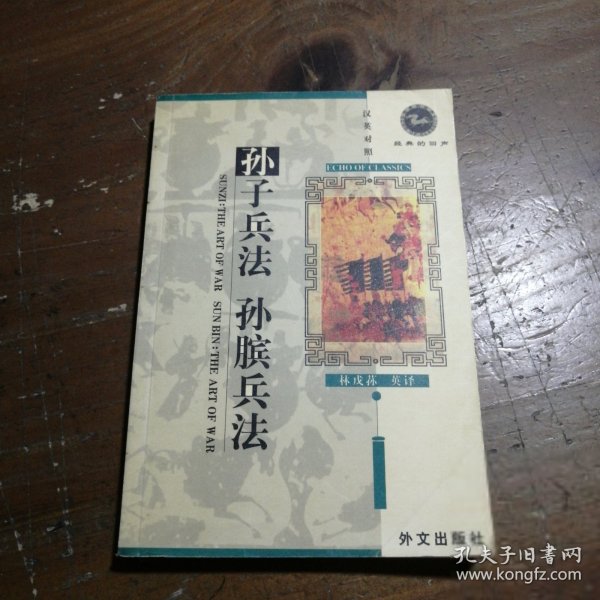 孙子兵法 孙膑兵法
SUNZI:THE ART OF WAR SUN BIN:THE ART OF WAR
汉英对照
经典的回声
ECHO OF CLASSICS
林戊荪 英译
外文出版社
孔夫子旧书网
www.kongfz.com